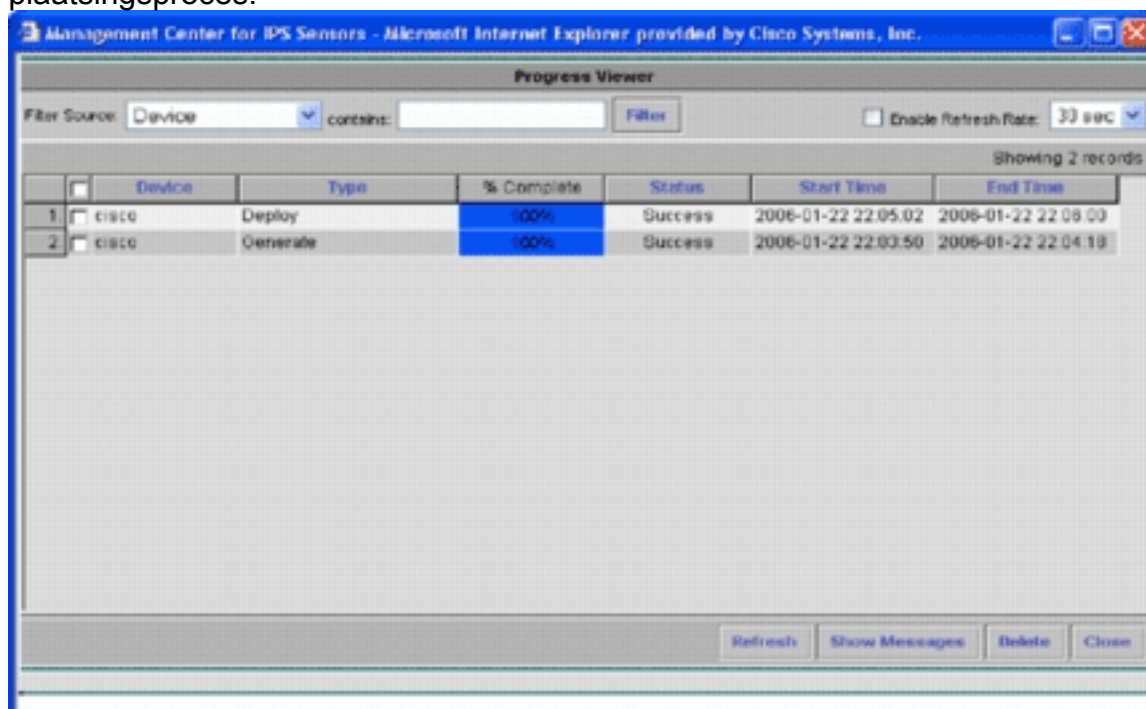 plaatsingsproces.
Management Center for IPS Sensors - Microsoft Internet Explorer provided by Cisco Systems, Inc.
Progress Viewer
Filter Source: Device contains: Filter Enable Refresh Rate: 30 sec
Showing 2 records
Device Type % Complete Status Start Time End Time
1. cisco Deploy 100% Success 2006-01-22 22:05:02 2006-01-22 22:06:00
2. cisco Generate 100% Success 2006-01-22 22:03:50 2006-01-22 22:04:18
Refresh Show Messages Delete Close